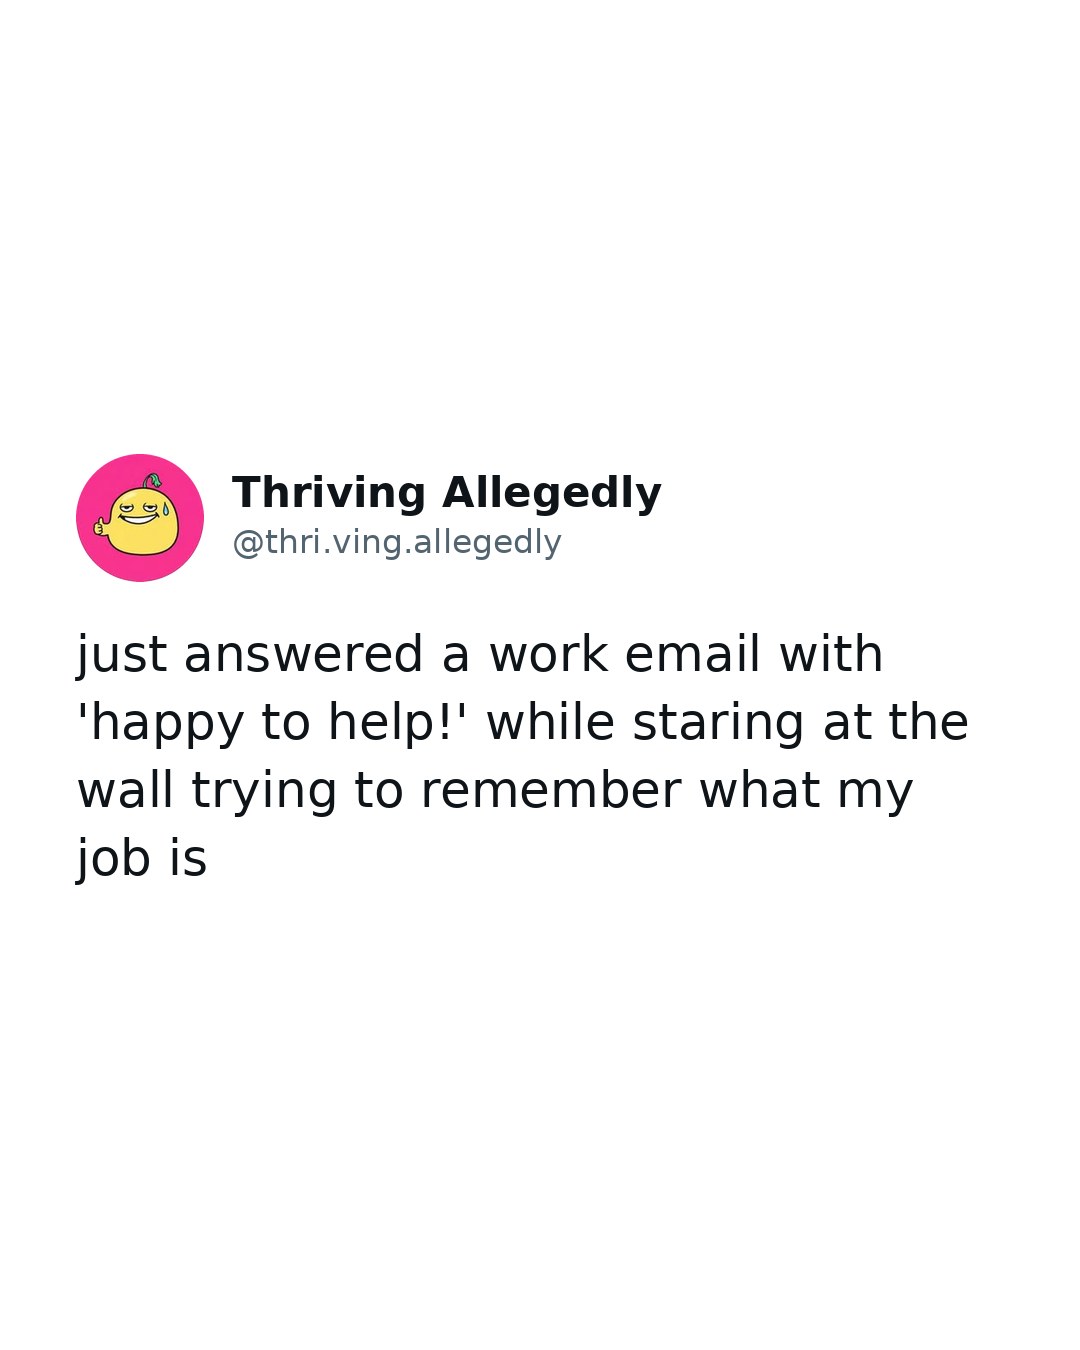 Thriving Allegedly
@thri.ving.allegedly
just answered a work email with
'happy to help!' while staring at the
wall trying to remember what my
job is